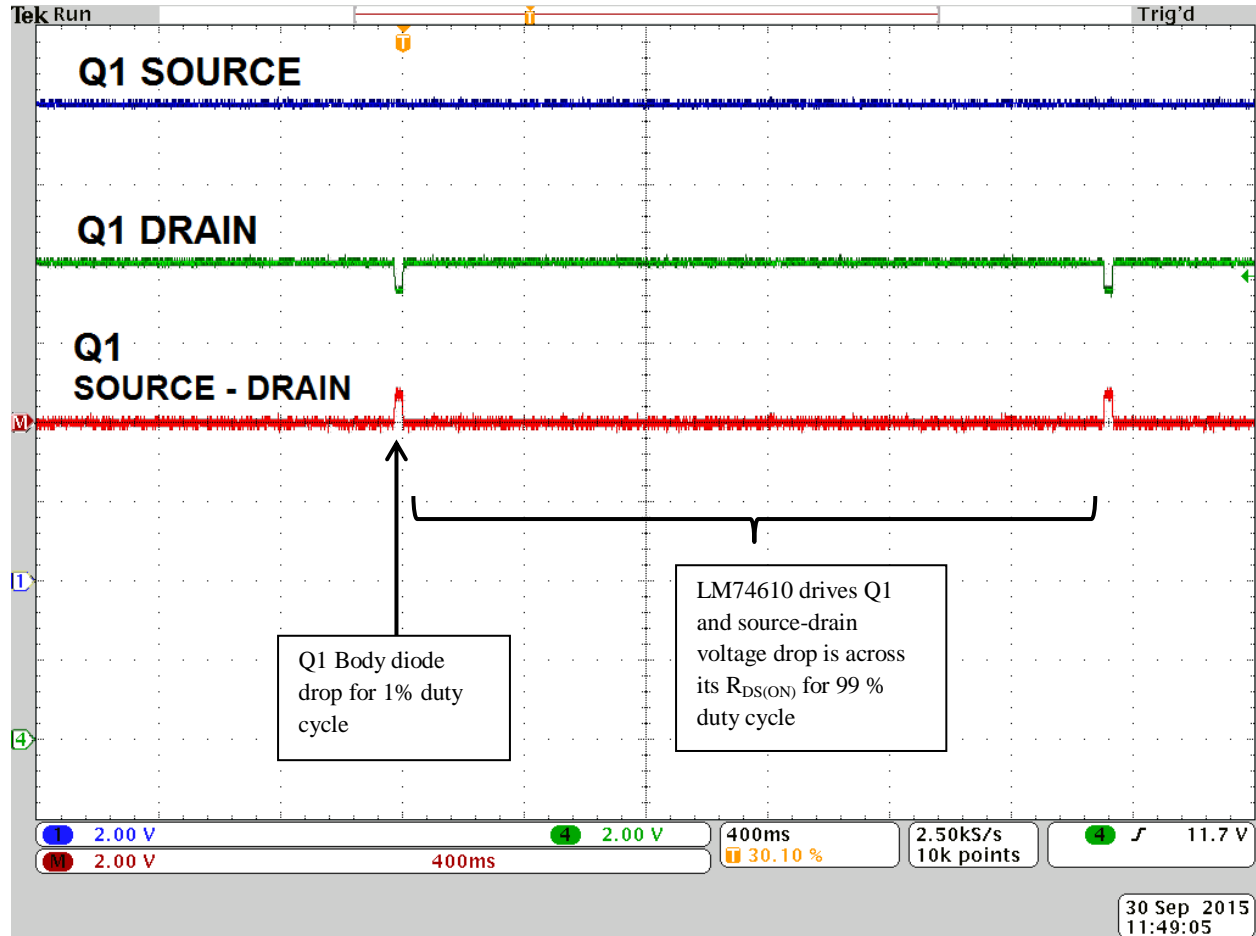 Tek Run
Trig'd
T
T
Q1 SOURCE
Q1 DRAIN
Q1
SOURCE - DRAIN
M
1
4
Q1 Body diode
drop for 1% duty
cycle
LM74610 drives Q1
and source-drain
voltage drop is across
its RDS(ON) for 99 %
duty cycle
1 2.00 V
4 2.00 V
M 2.00 V 400ms
400ms
T 30.10 %
2.50kS/s
10k points
4 11.7 V
30 Sep 2015
11:49:05